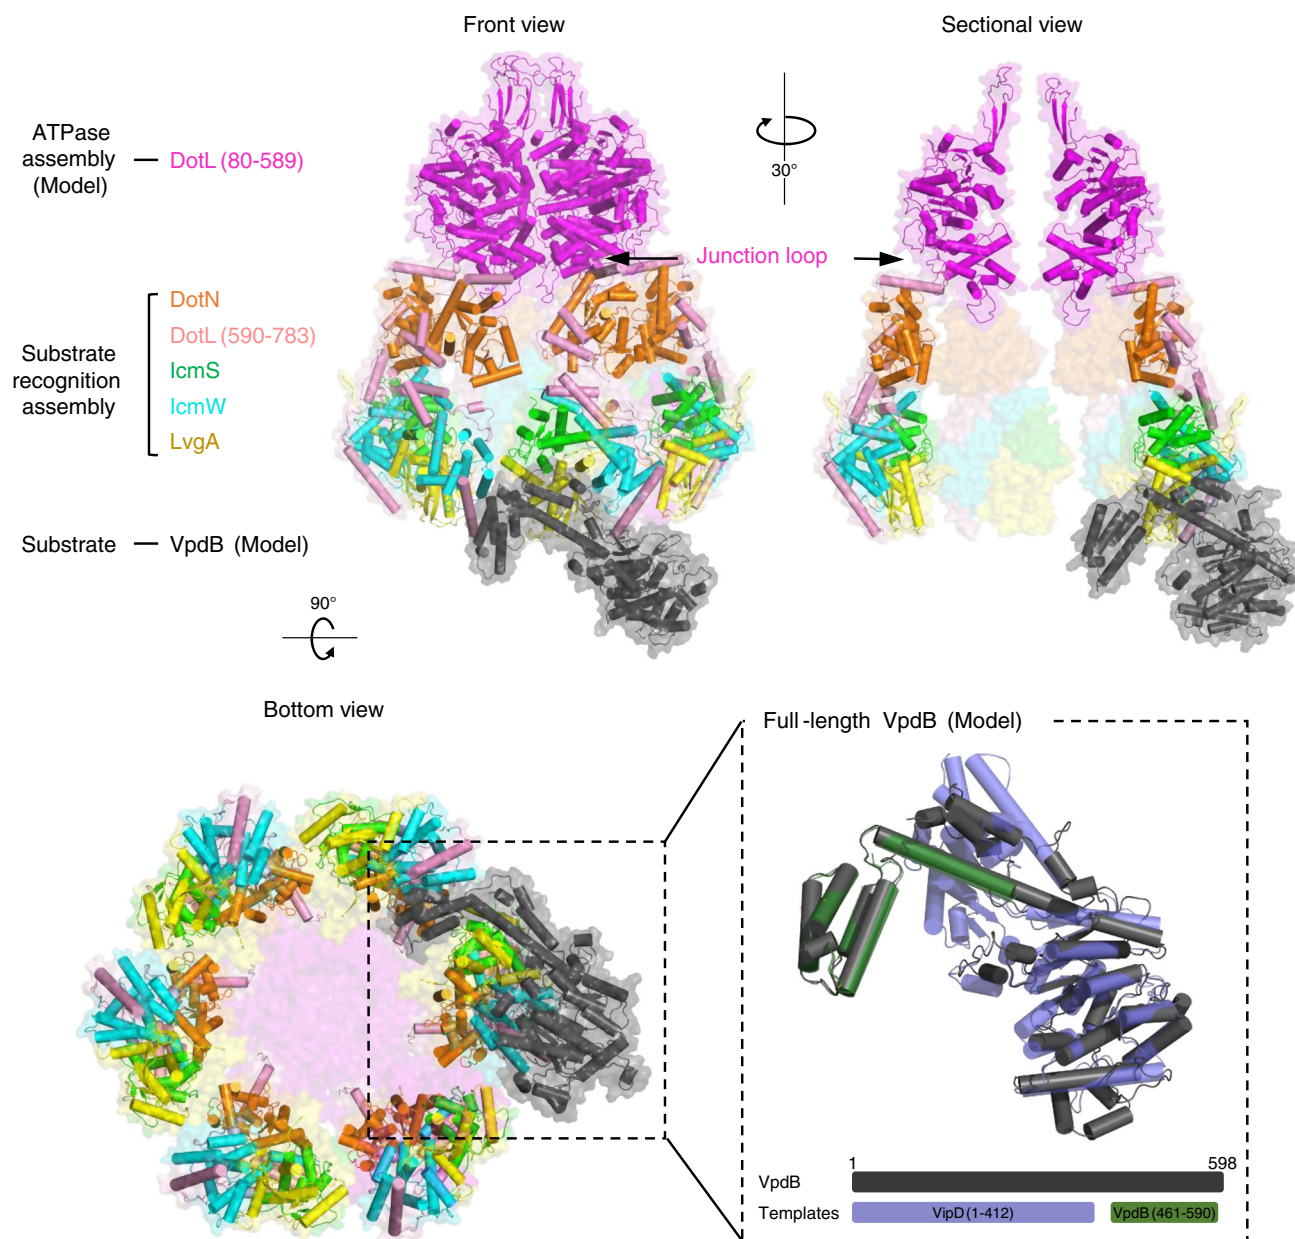 Front view
Sectional view
ATPase
assembly
(Model)
DotL (80-589)
30°
Junction loop
Substrate
recognition
assembly
DotN
DotL (590-783)
IcmS
IcmW
LvgA
Substrate
VpdB (Model)
90°
Bottom view
Full-length VpdB (Model)
1
598
VpdB
Templates
VipD (1-412)
VpdB (461-590)